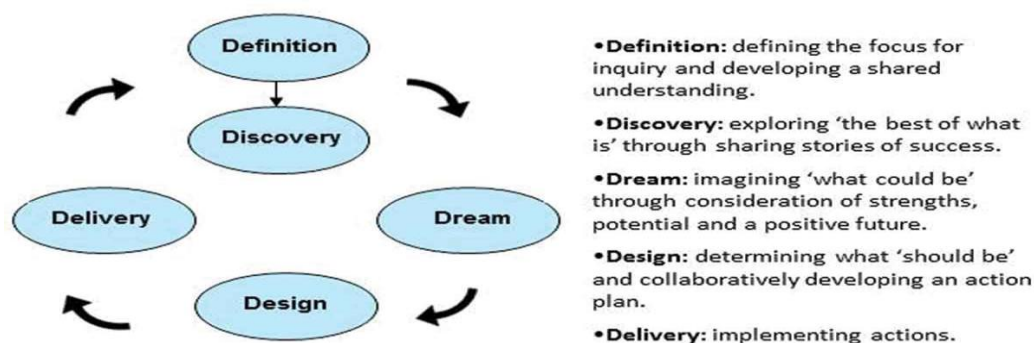 Definition
Discovery
Delivery
Dream
Design
•Definition: defining the focus for
inquiry and developing a shared
understanding.
•Discovery: exploring ‘the best of what
is’ through sharing stories of success.
•Dream: imagining ‘what could be’
through consideration of strengths,
potential and a positive future.
•Design: determining what ‘should be’
and collaboratively developing an action
plan.
•Delivery: implementing actions.